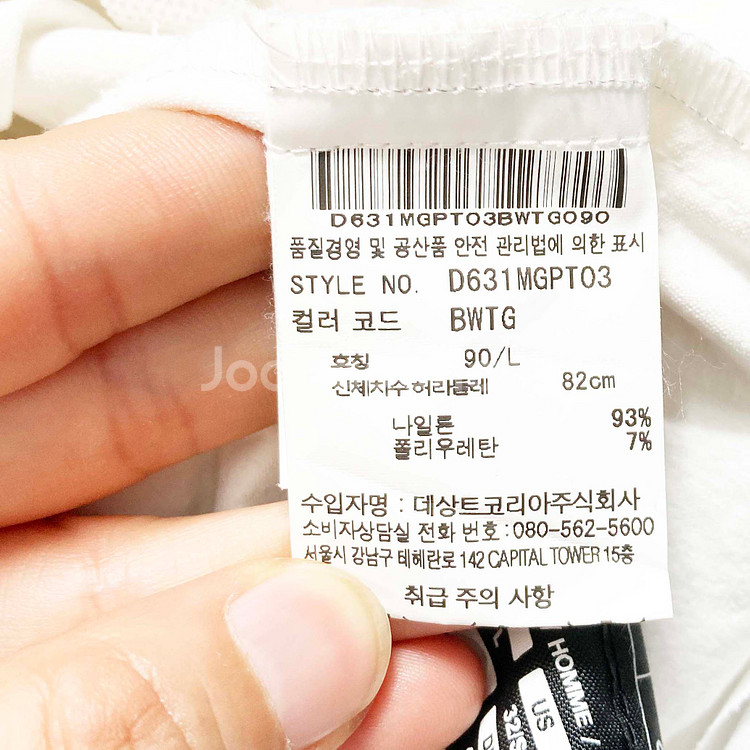 D631MGPT03BWTG090
품질경영 및 공산품 안전 관리법에 의한 표시
STYLE NO. D631MGPT03
컬러 코드 BWTG
호칭 90/L
신체치수 허리둘레 82cm
나일론 93%
폴리우레탄 7%
수입자명 : 데상트코리아주식회사
소비자상담실 전화 번호 : 080-562-5600
서울시 강남구 테헤란로 142 CAPITAL TOWER 15층
취급 주의 사항
HOMME /
US